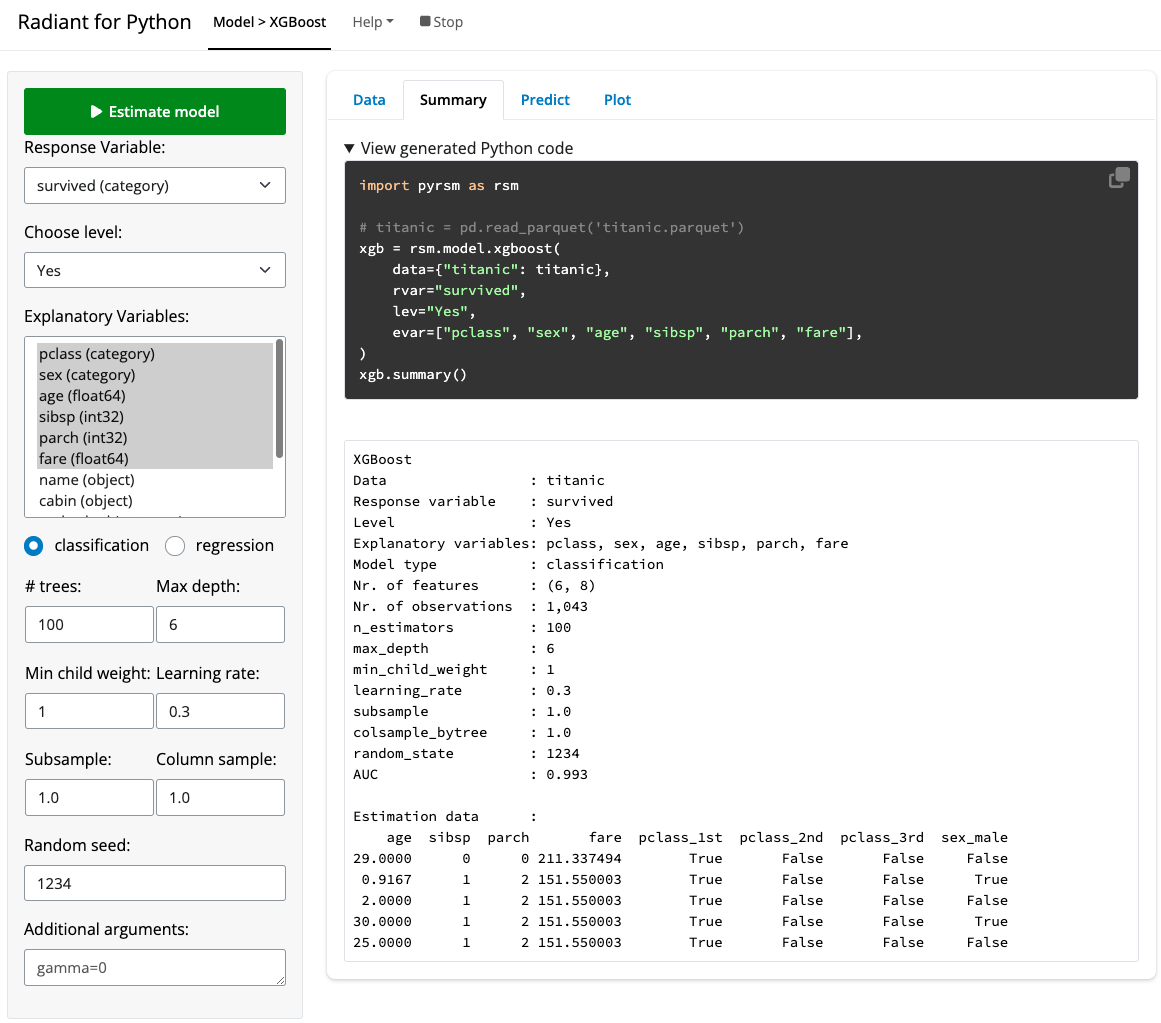 Radiant for Python   Model > XGBoost   Help   Stop
Estimate model
Response Variable:
survived (category)
Choose level:
Yes
Explanatory Variables:
pclass (category)
sex (category)
age (float64)
sibsp (int32)
parch (int32)
fare (float64)
name (object)
cabin (object)
classification   regression
# trees:   Max depth:
100   6
Min child weight:   Learning rate:
1   0.3
Subsample:   Column sample:
1.0   1.0
Random seed:
1234
Additional arguments:
gamma=0
Data   Summary   Predict   Plot
▼ View generated Python code
import pyrsm as rsm
# titanic = pd.read_parquet('titanic.parquet')
xgb = rsm.model.xgboost(
    data={"titanic": titanic},
    rvar="survived",
    lev="Yes",
    evar=["pclass", "sex", "age", "sibsp", "parch", "fare"],
)
xgb.summary()
XGBoost
Data                 : titanic
Response variable    : survived
Level                : Yes
Explanatory variables: pclass, sex, age, sibsp, parch, fare
Model type           : classification
Nr. of features      : (6, 8)
Nr. of observations  : 1,043
n_estimators         : 100
max_depth            : 6
min_child_weight     : 1
learning_rate        : 0.3
subsample            : 1.0
colsample_bytree     : 1.0
random_state         : 1234
AUC                  : 0.993
Estimation data      :
    age  sibsp  parch       fare  pclass_1st  pclass_2nd  pclass_3rd  sex_male
29.0000      0      0 211.337494        True       False       False     False
 0.9167      1      2 151.550003        True       False       False      True
 2.0000      1      2 151.550003        True       False       False     False
30.0000      1      2 151.550003        True       False       False      True
25.0000      1      2 151.550003        True       False       False     False